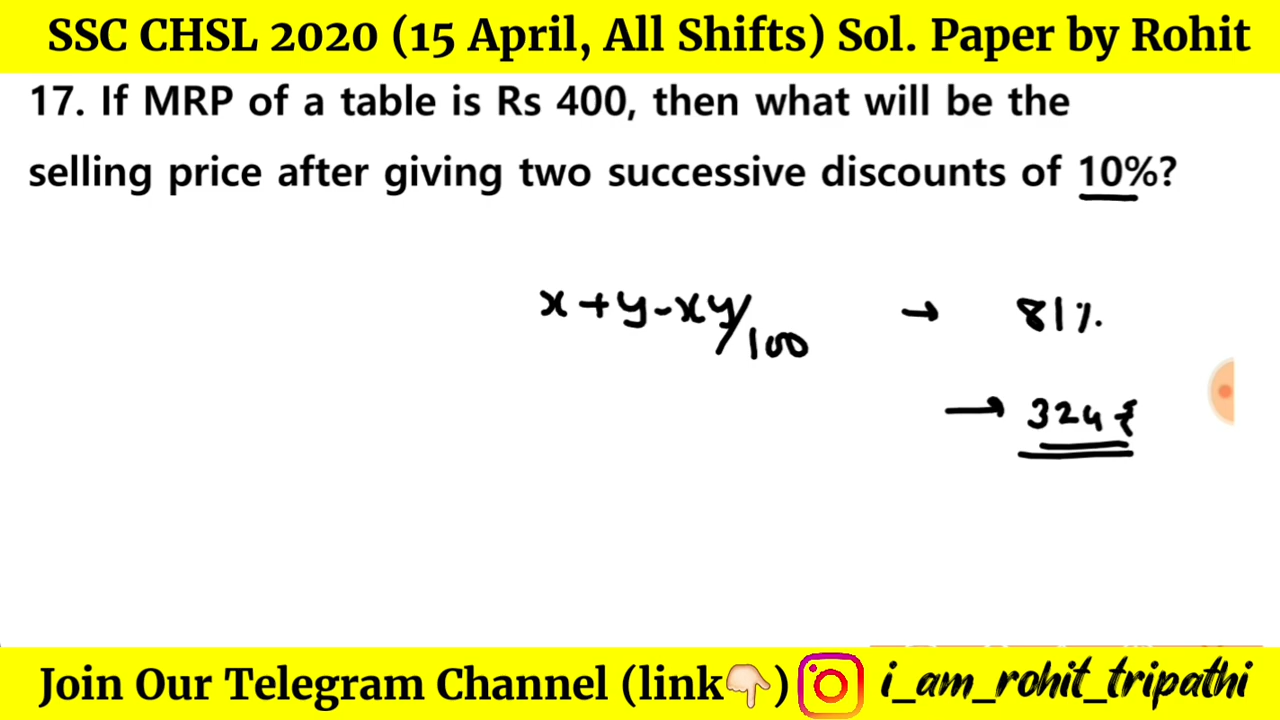 SSC CHSL 2020 (15 April, All Shifts) Sol. Paper by Rohit
17. If MRP of a table is Rs 400, then what will be the
selling price after giving two successive discounts of 10%?
x + y - xy/100 → 81%
→ 324 ₹
Join Our Telegram Channel (link👇🏻) i_am_rohit_tripathi